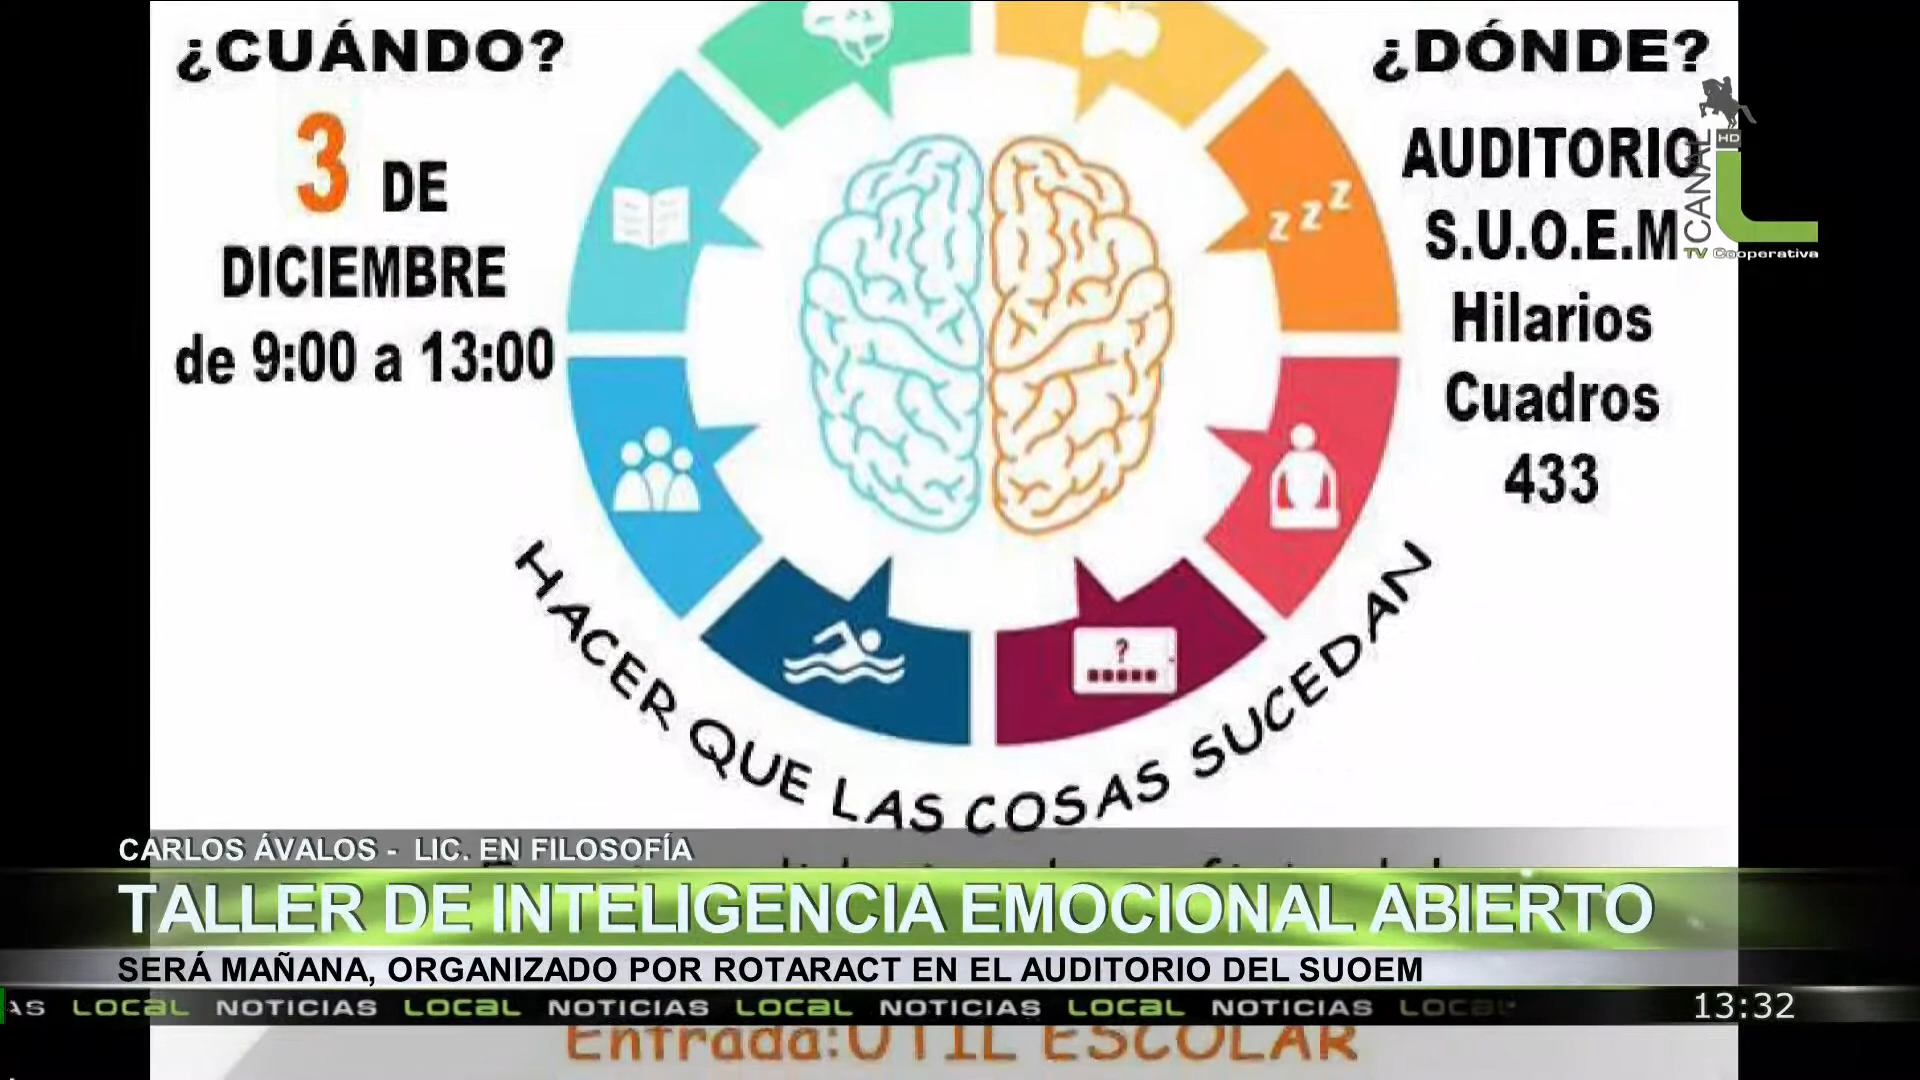 ¿CUÁNDO?
3 DE
DICIEMBRE
de 9:00 a 13:00
¿DÓNDE?
AUDITORIO
S.U.O.E.M
Hilarios
Cuadros
433
CANAL
HD
TV Cooperativa
z z z
?
HACER QUE LAS COSAS SUCEDAN
CARLOS ÁVALOS - LIC. EN FILOSOFÍA
TALLER DE INTELIGENCIA EMOCIONAL ABIERTO
SERÁ MAÑANA, ORGANIZADO POR ROTARACT EN EL AUDITORIO DEL SUOEM
AS LOCAL NOTICIAS LOCAL NOTICIAS LOCAL NOTICIAS LOCAL NOTICIAS LOCAL
13:32
Entrada:UTIL ESCOLAR